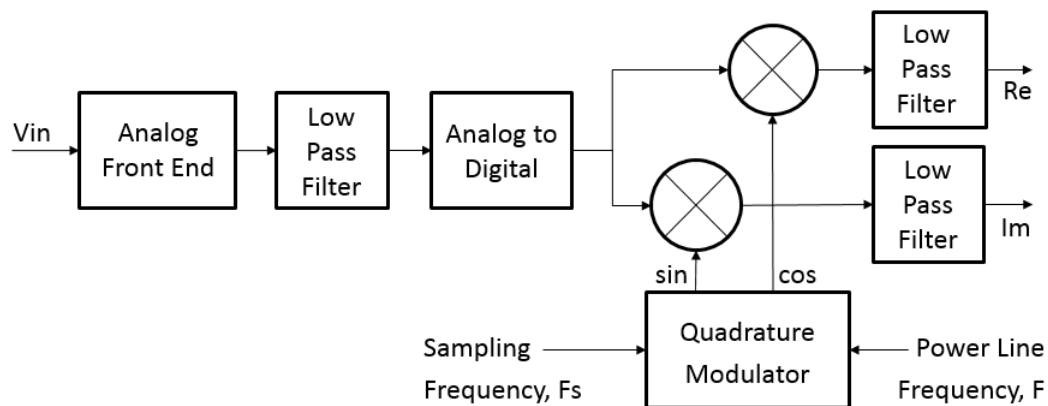 Vin
Analog
Front End
Low
Pass
Filter
Analog to
Digital
Low
Pass
Filter
Re
Low
Pass
Filter
Im
sin
cos
Quadrature
Modulator
Sampling
Frequency, Fs
Power Line
Frequency, F